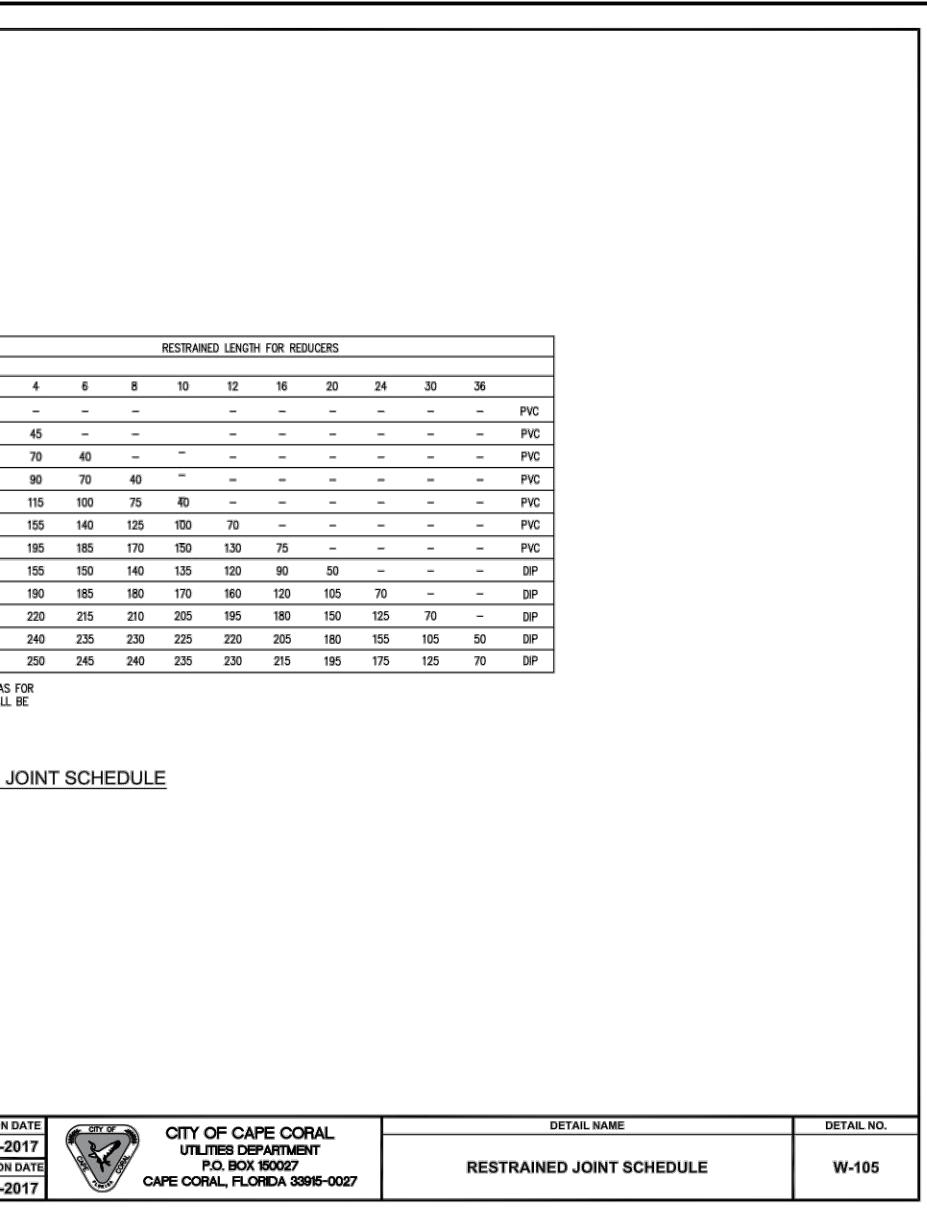 RESTRAINED LENGTH FOR REDUCERS
4 6 8 10 12 16 20 24 30 36
– – – – – – – – – PVC
45 – – – – – – – – PVC
70 40 – – – – – – – – PVC
90 70 40 – – – – – – – PVC
115 100 75 40 – – – – – – PVC
155 140 125 100 70 – – – – – PVC
195 185 170 150 130 75 – – – – PVC
155 150 140 135 120 90 50 – – – DIP
190 185 180 170 160 120 105 70 – – DIP
220 215 210 205 195 180 150 125 70 – DIP
240 235 230 225 220 205 180 155 105 50 DIP
250 245 240 235 230 215 195 175 125 70 DIP
AS FOR
LL BE
JOINT SCHEDULE
N DATE
-2017
ON DATE
-2017
CITY OF
CAPE CORAL
FLORIDA
CITY OF CAPE CORAL
UTILITIES DEPARTMENT
P.O. BOX 150027
CAPE CORAL, FLORIDA 33915-0027
DETAIL NAME
RESTRAINED JOINT SCHEDULE
DETAIL NO.
W-105